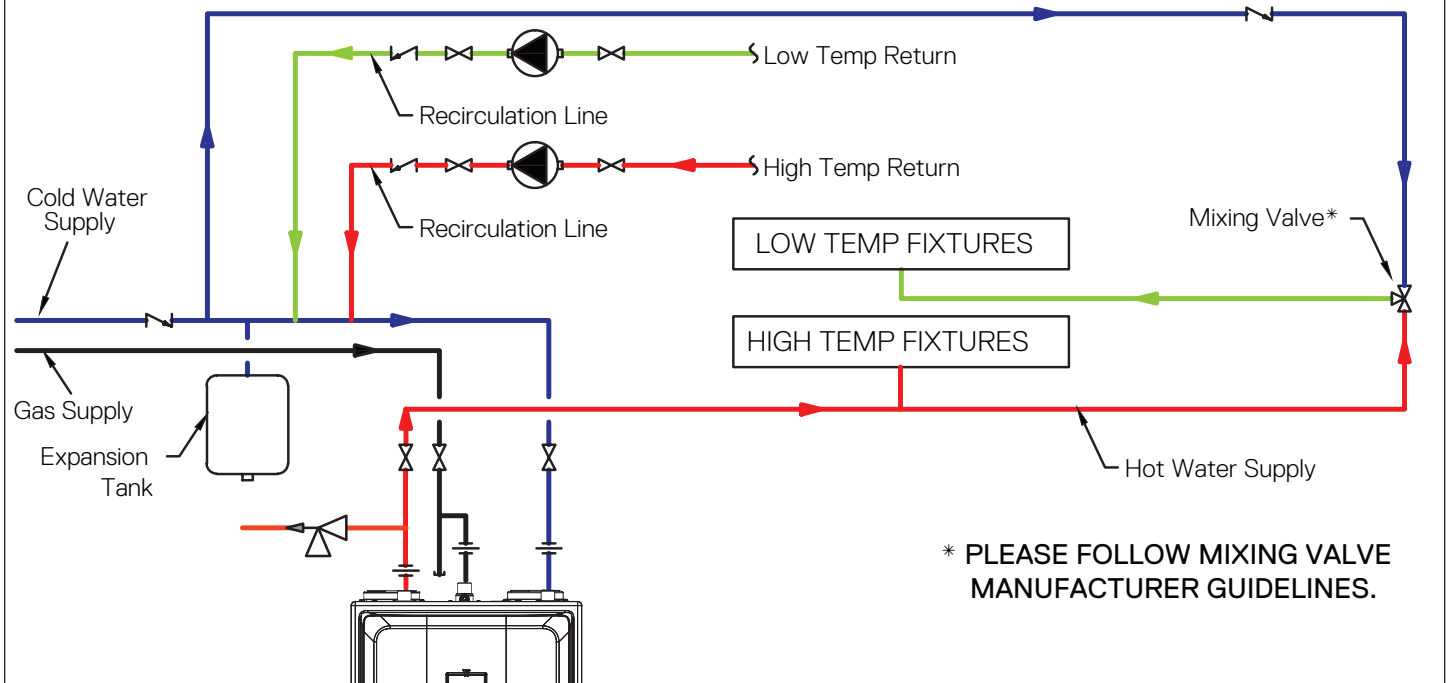 Low Temp Return
Recirculation Line
High Temp Return
Recirculation Line
Cold Water
Supply
Mixing Valve*
LOW TEMP FIXTURES
HIGH TEMP FIXTURES
Gas Supply
Expansion
Tank
Hot Water Supply
* PLEASE FOLLOW MIXING VALVE
MANUFACTURER GUIDELINES.